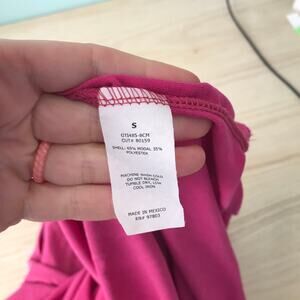 S
GTI485-8CM
CUT# 80159
SHELL: 65% MODAL 35%
POLYESTER
MACHINE WASH COLD
DO NOT BLEACH
TUMBLE DRY, LOW
COOL IRON
MADE IN MEXICO
RN# 97803